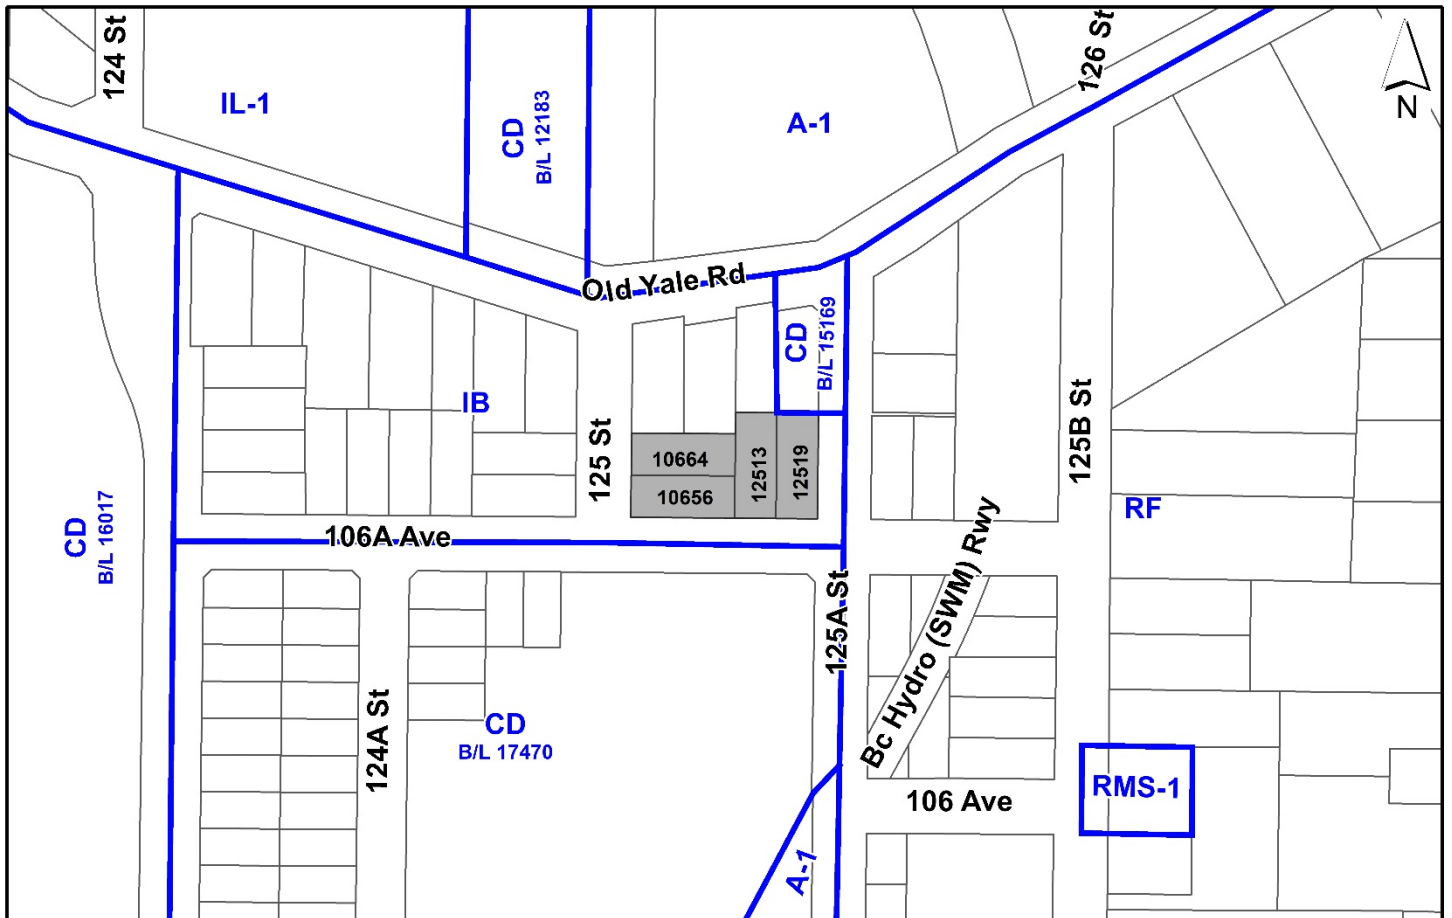 124 St
126 St
IL-1
CD
B/L 12183
A-1
N
Old Yale Rd
CD
B/L 15169
IB
125 St
125B St
10664
10656
12513
12519
RF
CD
B/L 16017
106A Ave
Bc Hydro (SWM) Rwy
125A St
124A St
CD
B/L 17470
RMS-1
106 Ave
A-1